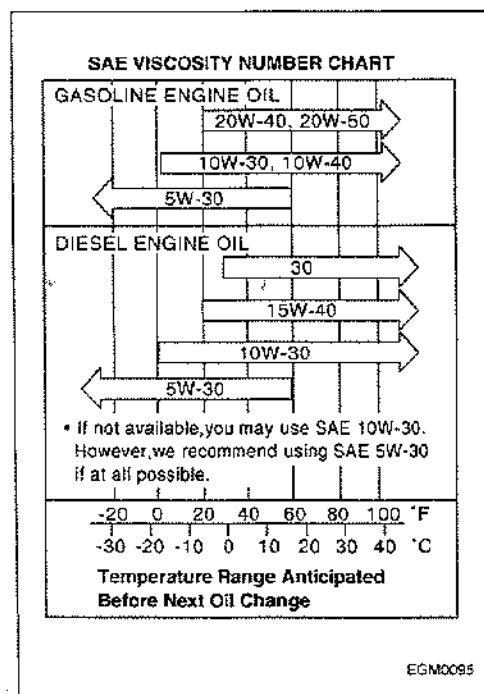 SAE VISCOSITY NUMBER CHART
GASOLINE ENGINE OIL
20W-40, 20W-50
10W-30, 10W-40
5W-30
DIESEL ENGINE OIL
30
15W-40
10W-30
5W-30
• If not available,you may use SAE 10W-30.
However,we recommend using SAE 5W-30
if at all possible.
-20 0 20 40 60 80 100 °F
-30 -20 -10 0 10 20 30 40 °C
Temperature Range Anticipated
Before Next Oil Change
EGM0095